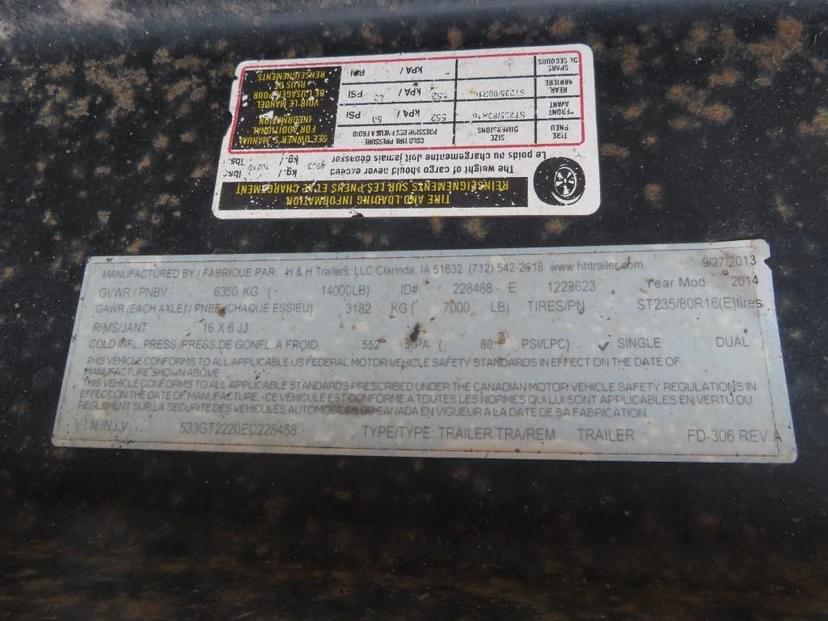 TIRE AND LOADING INFORMATION
RENSEIGNEMENTS SUR LES PNEUS ET LE CHARGEMENT
The weight of cargo should never exceed
Le poids du chargement ne doit jamais dépasser
kg./ lbs.
kg./ lbs.
TIRE
PNEU
SIZE
DIMENSIONS
COLD TIRE PRESSURE
SEE OWNER'S MANUAL
FOR ADDITIONAL
INFORMATION
VOIR LE MANUEL
DE L'USAGER POUR
PLUS DE
RENSEIGNEMENTS
FRONT
AVANT
552 kPA / PSI
REAR
ARRIÈRE
ST235/80R16 552 kPA / PSI
SPARE
DE SECOURS
kPA / PSI
MANUFACTURED BY / FABRIQUE PAR H & H Trailers, LLC Clarinda, IA 51632 (712) 542-2618 www.hhtrailer.com 9/27/2013
GVWR / PNBV 6350 KG ( 14000LB) ID# 228468 - E 1223623 Year Mod 2014
GAWR (EACH AXLE) / PNBE (CHAQUE ESSIEU) 3182 KG ( 7000 LB) TIRES/PN ST235/80R16(E)tires
RIMS/JANT 16 X 6 JJ
COLD INFL. PRESS/PRESS.DE GONFL.A FROID 552 KPA ( 80 PSI/LPC) ✓ SINGLE DUAL
THIS VEHICLE CONFORMS TO ALL APPLICABLE US FEDERAL MOTOR VEHICLE SAFETY STANDARDS IN EFFECT ON THE DATE OF
MANUFACTURE SHOWN ABOVE
THIS VEHICLE CONFORMS TO ALL APPLICABLE STANDARDS PRESCRIBED UNDER THE CANADIAN MOTOR VEHICLE SAFETY REGULATIONS IN
EFFECT ON THE DATE OF MANUFACTURE - CE VEHICULE EST CONFORME A TOUTES LES NORMES QUI LUI SONT APPLICABLES EN VERTU DU
REGLEMENT SUR LA SECURITE DES VEHICULES AUTOMOBILES DU CANADA EN VIGUEUR A LA DATE DE SA FABRICATION.
V.I.N./N.I.V. 533GT2220EC228468 TYPE/TYPE: TRAILER TRA/REM TRAILER FD-306 REV A